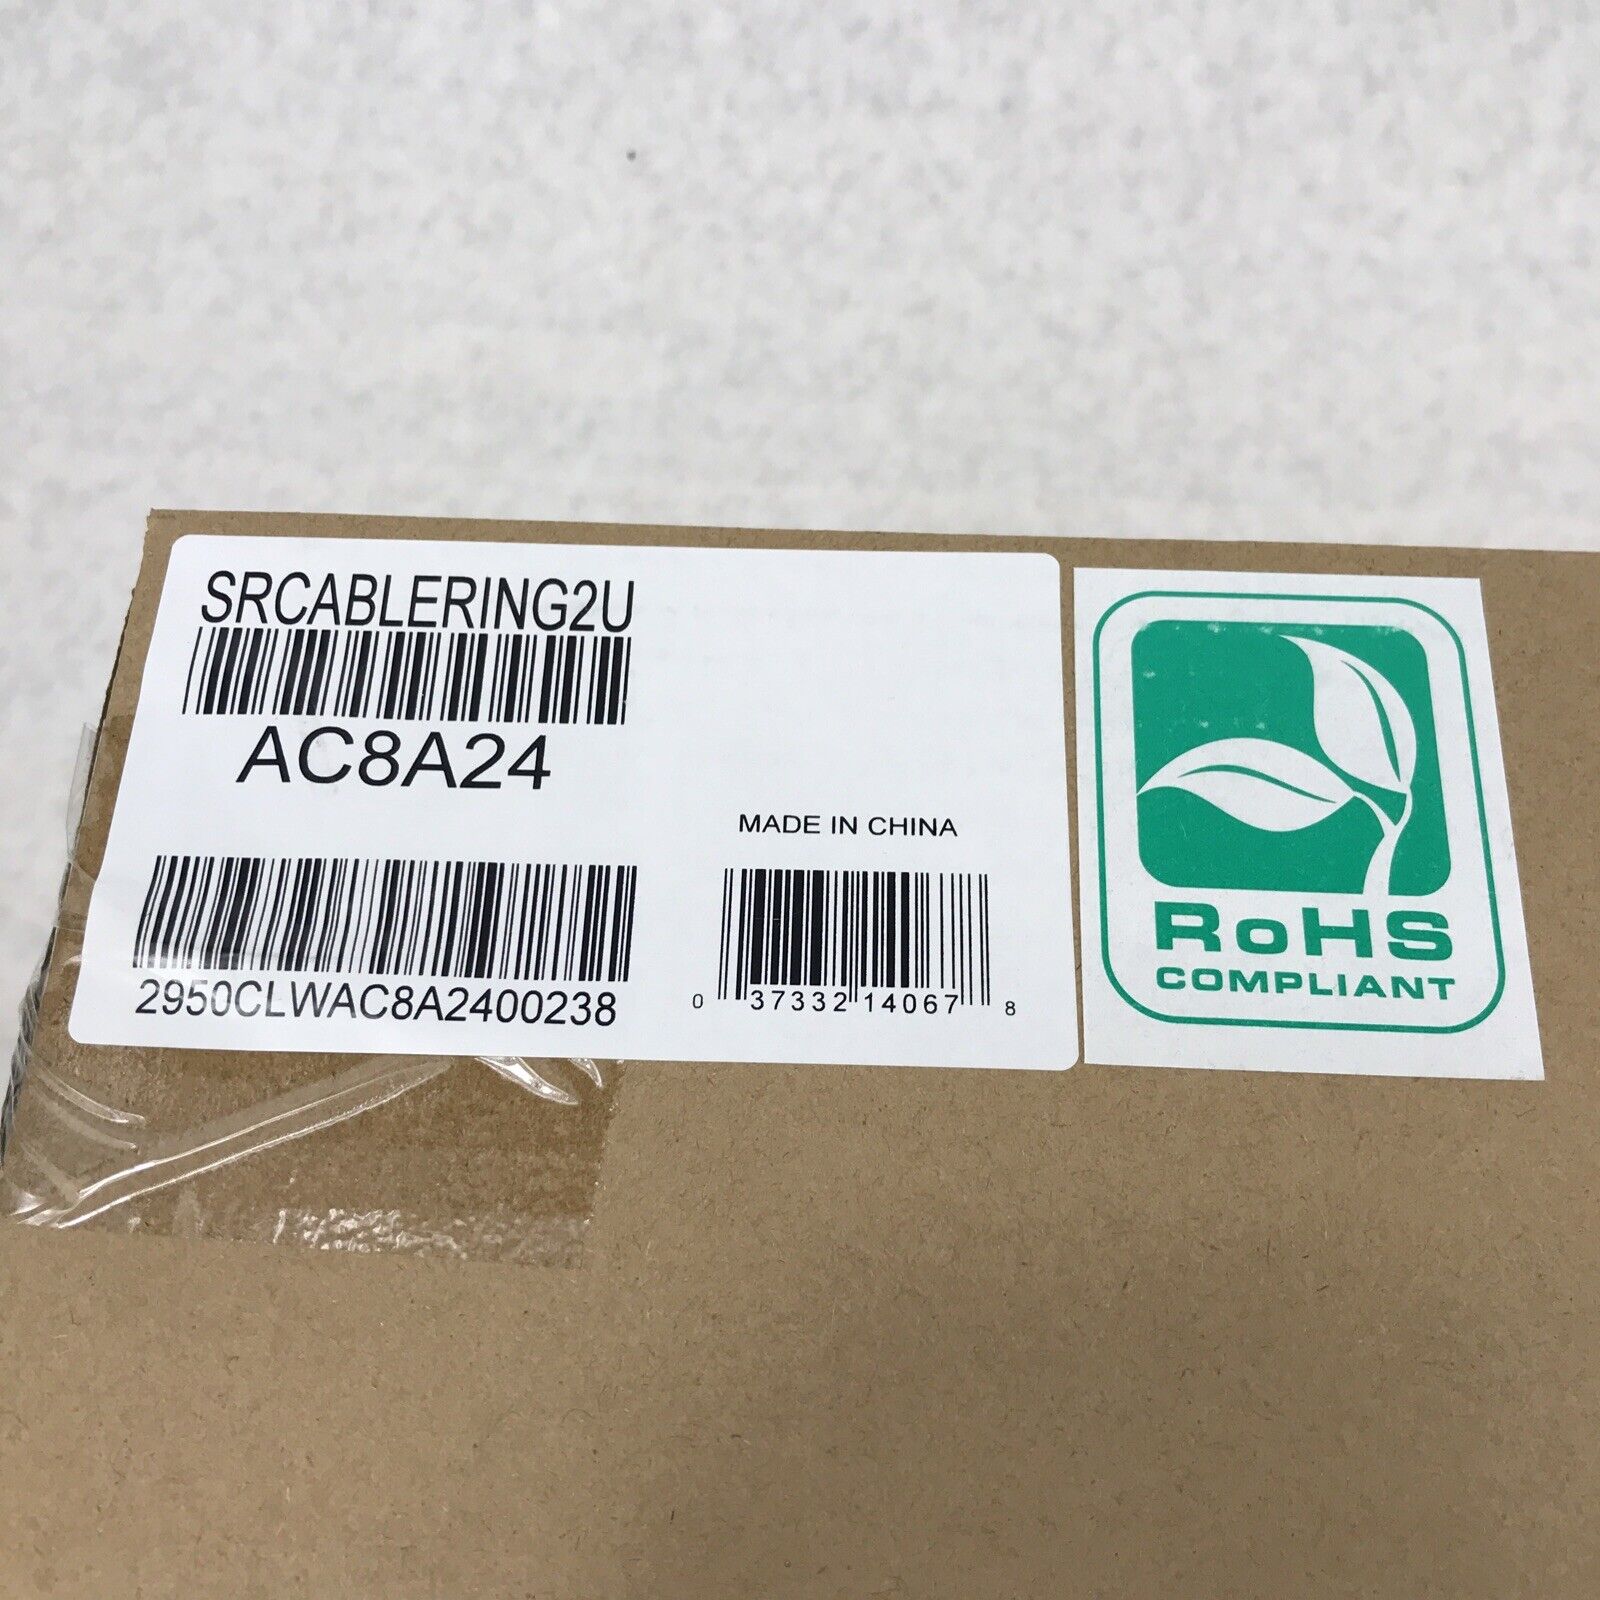 SRCABLERING2U
AC8A24
MADE IN CHINA
2950CLWAC8A2400238
0 37332 14067 8
RoHS
COMPLIANT